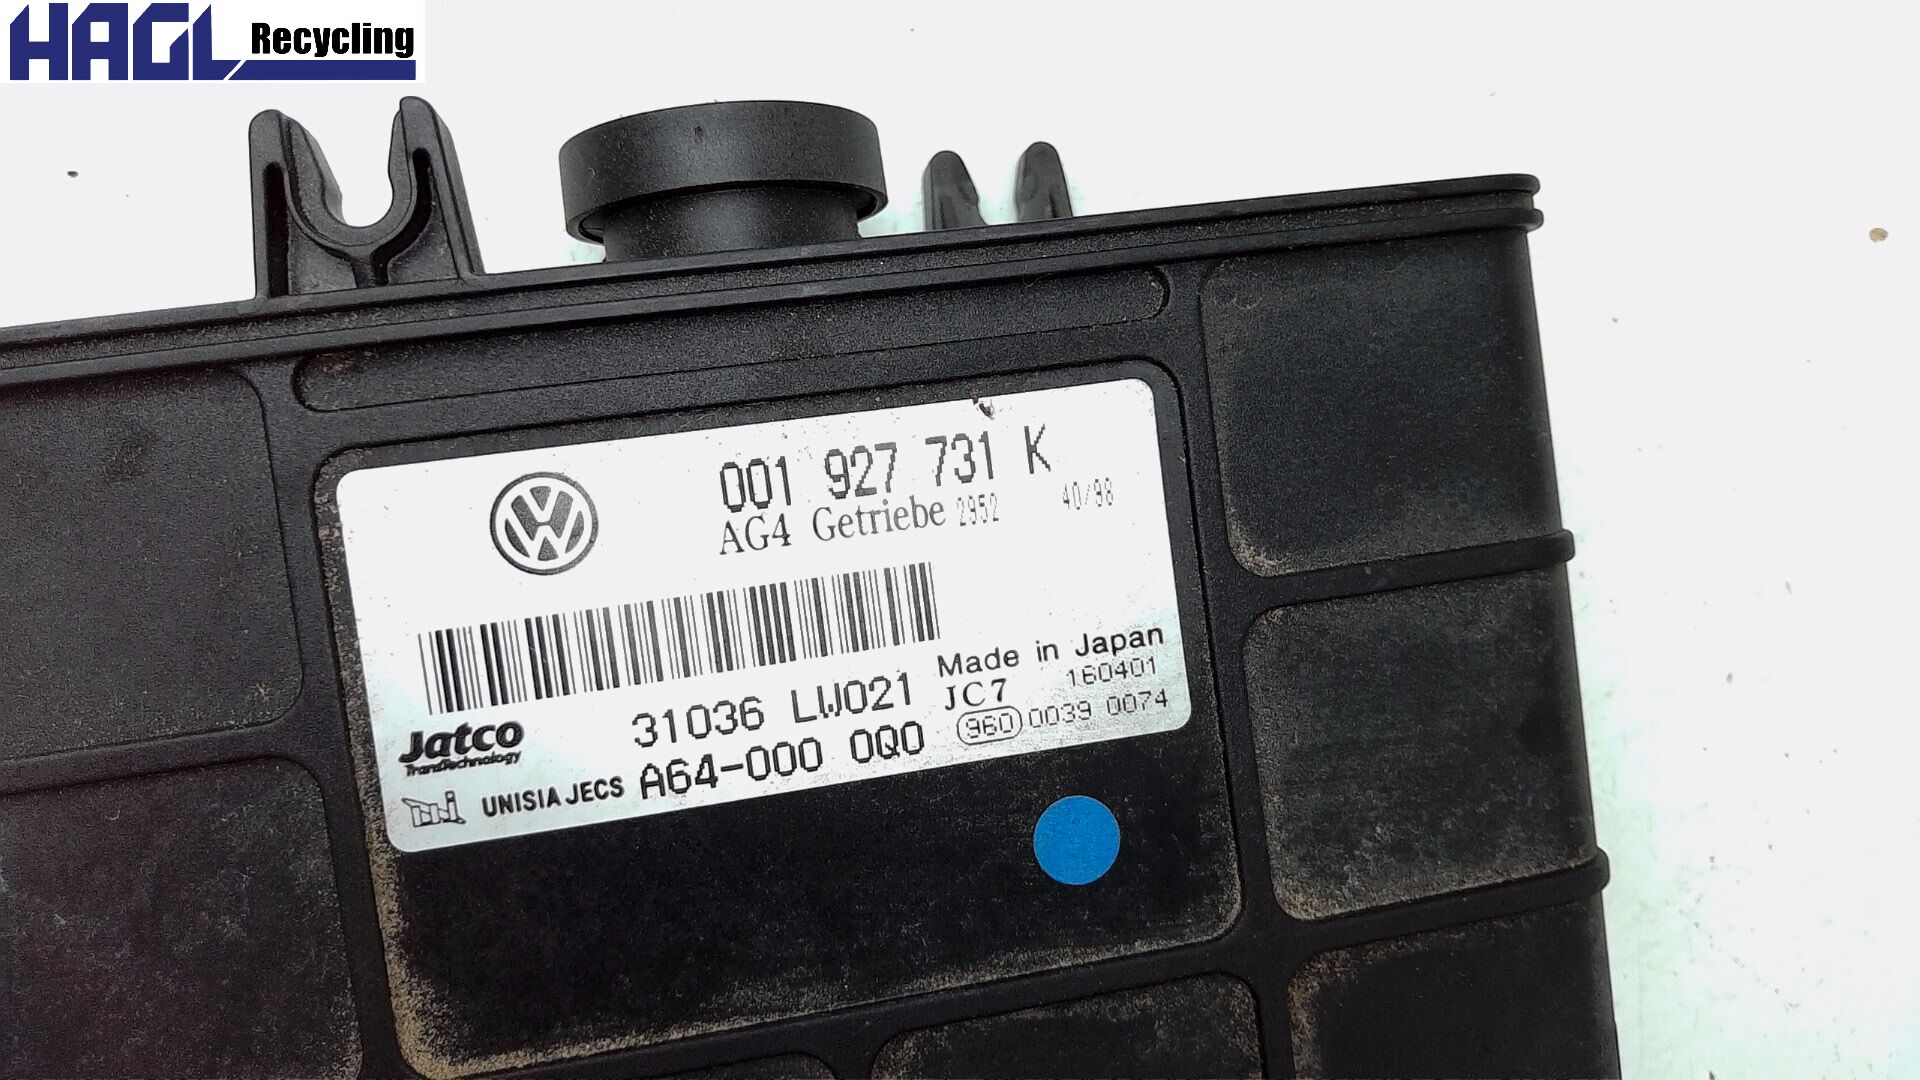 HAGL Recycling
001 927 731 K
AG4 Getriebe 2952 40/98
Made in Japan
31036 LW021 JC7 160401
Jatco
TransTechnology
A64-000 0Q0 960 0039 0074
UNISIA JECS